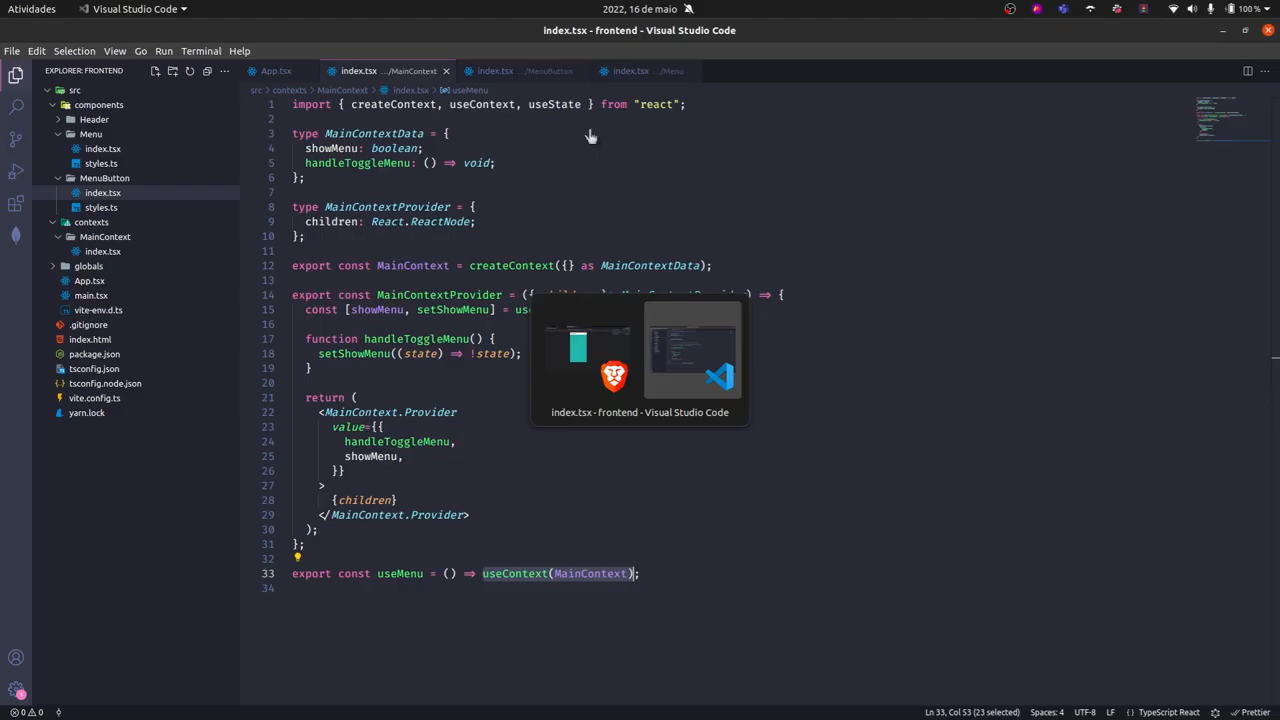 Atividades
Visual Studio Code
2022, 16 de maio
100 %
index.tsx - frontend - Visual Studio Code
File Edit Selection View Go Run Terminal Help
EXPLORER: FRONTEND
App.tsx
index.tsx .../MainContext
index.tsx .../MenuButton
index.tsx .../Menu
src
components
Header
Menu
index.tsx
styles.ts
MenuButton
index.tsx
styles.ts
contexts
MainContext
index.tsx
globals
App.tsx
main.tsx
vite-env.d.ts
.gitignore
index.html
package.json
tsconfig.json
tsconfig.node.json
vite.config.ts
yarn.lock
src > contexts > MainContext > index.tsx > useMenu
1 import { createContext, useContext, useState } from "react";
2
3 type MainContextData = {
4 showMenu: boolean;
5 handleToggleMenu: () => void;
6 };
7
8 type MainContextProvider = {
9 children: React.ReactNode;
10 };
11
12 export const MainContext = createContext({} as MainContextData);
13
14 export const MainContextProvider = ({ ) => {
15 const [showMenu, setShowMenu] =
16
17 function handleToggleMenu() {
18 setShowMenu((state) => !state);
19 }
20
21 return (
22 <MainContext.Provider
23 value={{
24 handleToggleMenu,
25 showMenu,
26 }}
27 >
28 {children}
29 </MainContext.Provider>
30 );
31 };
32
33 export const useMenu = () => useContext(MainContext);
34
index.tsx - frontend - Visual Studio Code
1
0 0
Ln 33, Col 53 (23 selected)
Spaces: 4
UTF-8
LF
{ } TypeScript React
Prettier